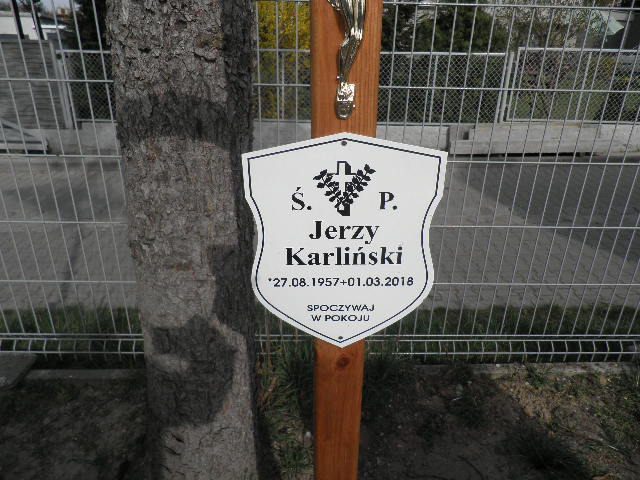 Ś. P.
Jerzy
Karliński
*27.08.1957+01.03.2018
SPOCZYWAJ
W POKOJU